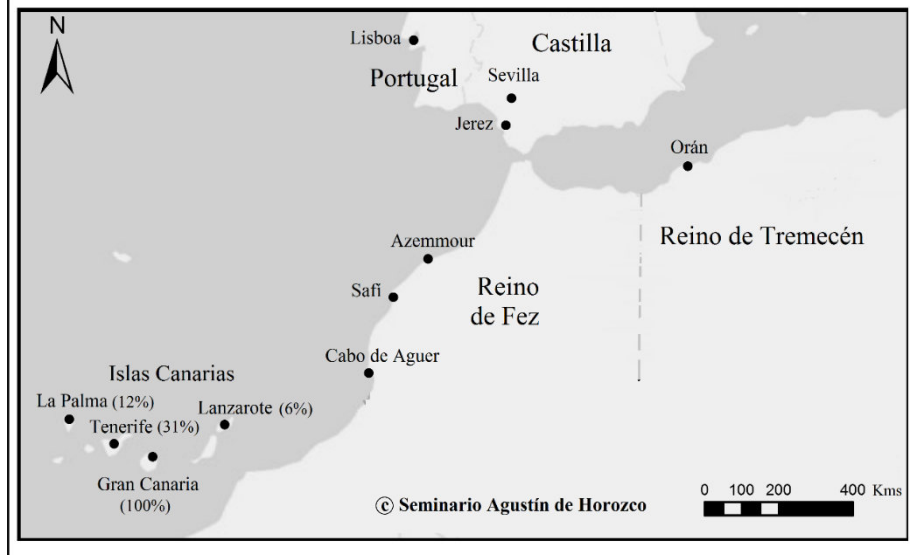 N
Lisboa
Castilla
Portugal
Sevilla
Jerez
Orán
Reino de Tremecén
Azemmour
Reino
de Fez
Safí
Cabo de Aguer
Islas Canarias
La Palma (12%)
Lanzarote (6%)
Tenerife (31%)
Gran Canaria
(100%)
© Seminario Agustín de Horozco
0 100 200 400 Kms